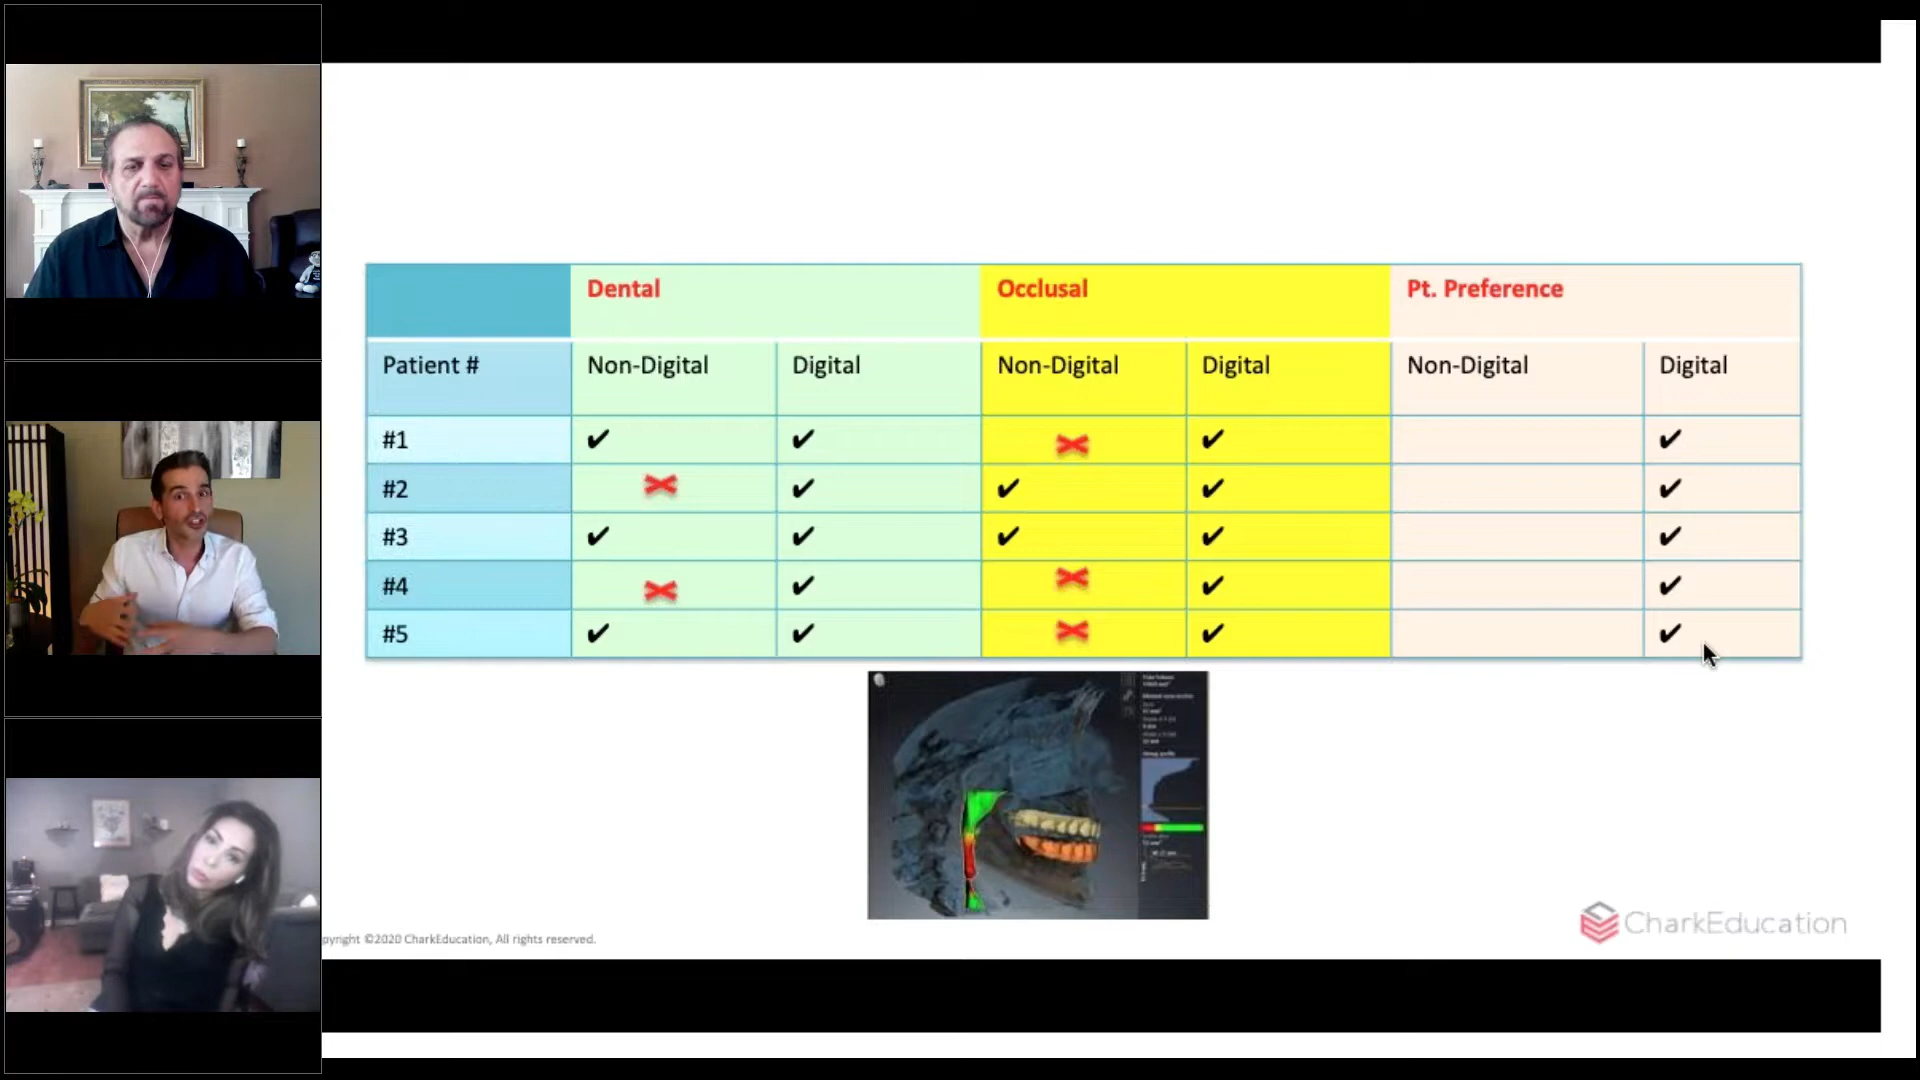 Dental Occlusal Pt. Preference
Patient # Non-Digital Digital Non-Digital Digital Non-Digital Digital
#1 ✔ ✔ ✔ ✔
#2 ✔ ✔ ✔ ✔
#3 ✔ ✔ ✔ ✔ ✔
#4 ✔ ✔ ✔
#5 ✔ ✔ ✔ ✔
pyright ©2020 CharkEducation, All rights reserved.
CharkEducation